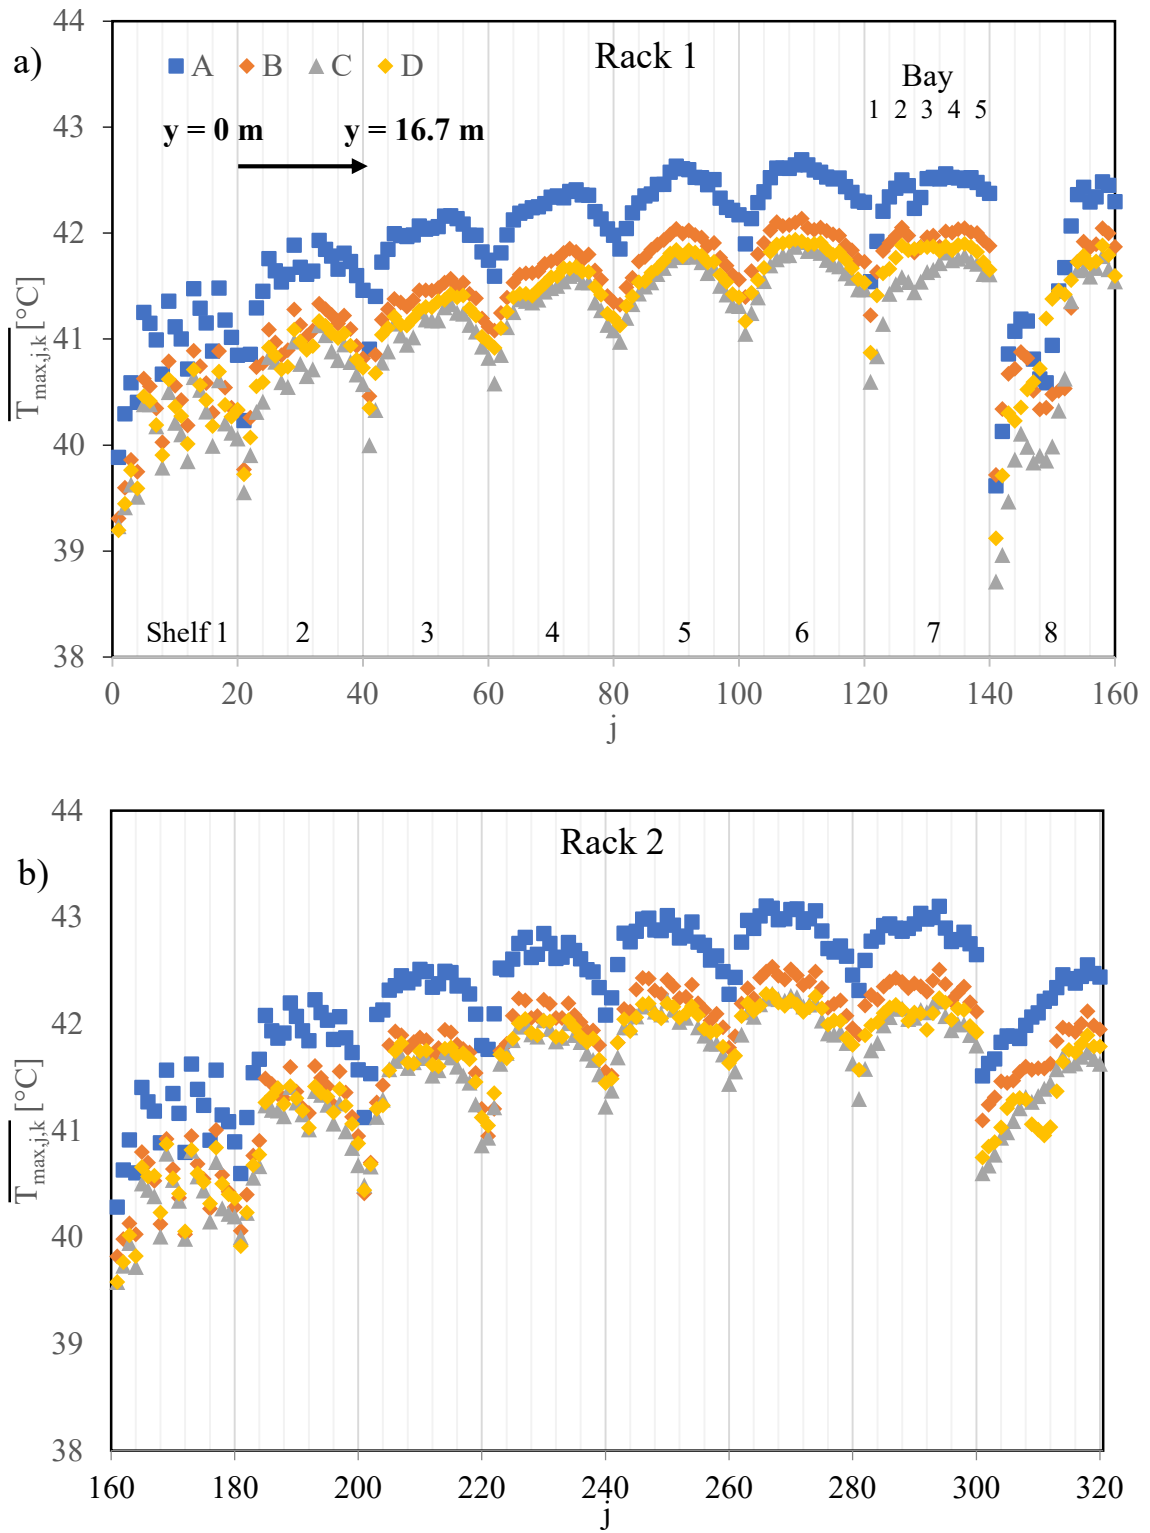 a)
Rack 1
A B C D
Bay
1 2 3 4 5
y = 0 m
y = 16.7 m
44
43
42
41
40
39
38
T max,j,k [°C]
Shelf 1 2 3 4 5 6 7 8
0 20 40 60 80 100 120 140 160
j
b)
Rack 2
44
43
42
41
40
39
38
T max,j,k [°C]
160 180 200 220 240 260 280 300 320
j